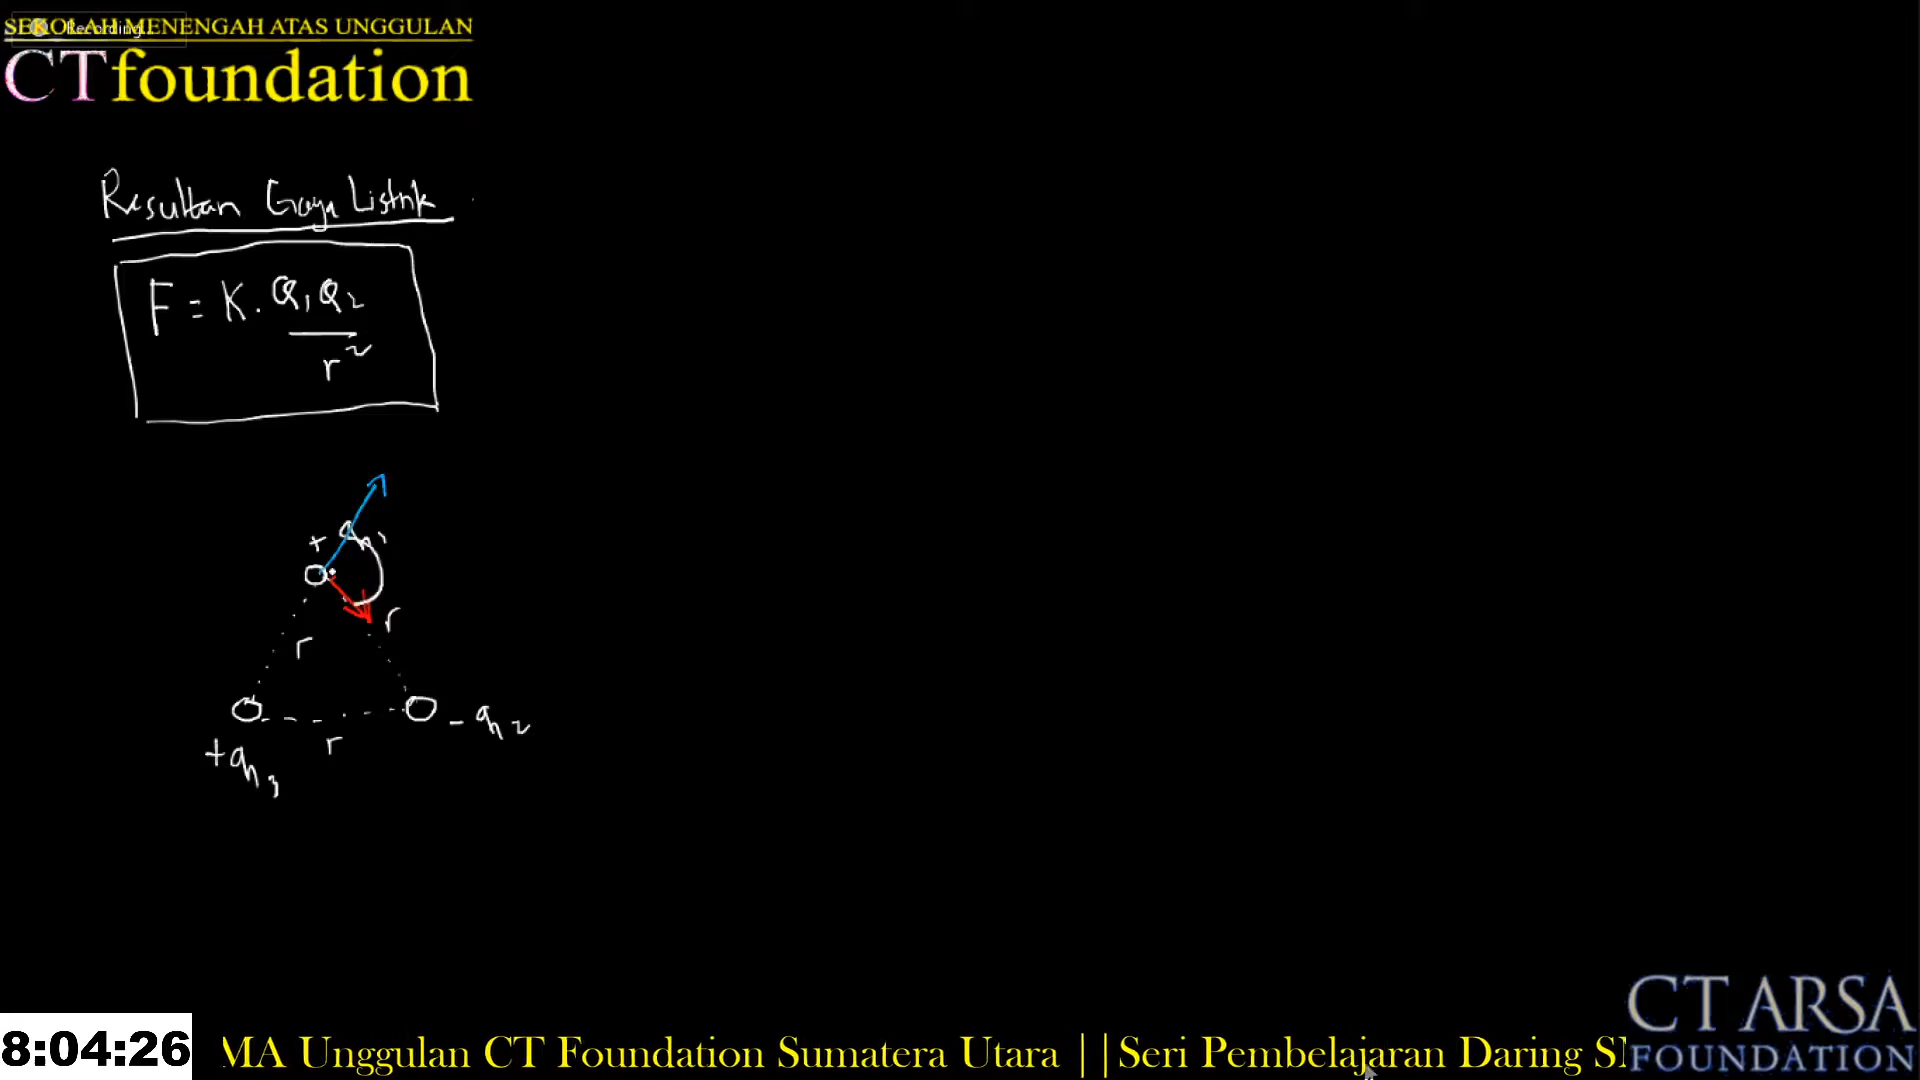 SEKOLAH MENENGAH ATAS UNGGULAN
Recording...
CTfoundation
Resultan Gaya Listrik
F = K. Q1 Q2
r²
+ q1
r
r
- q2
r
+q3
8:04:26
MA Unggulan CT Foundation Sumatera Utara ||Seri Pembelajaran Daring S
CT ARSA
FOUNDATION